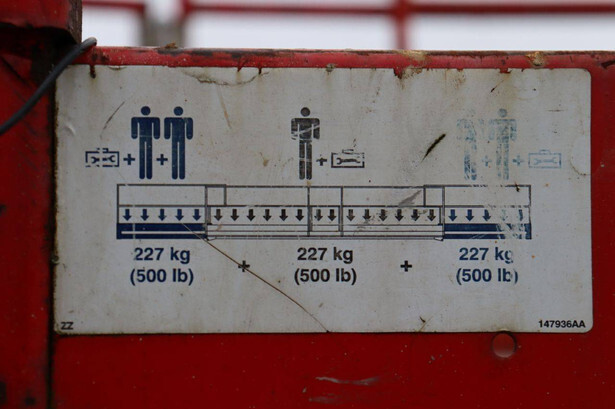 + + + + +
227 kg 227 kg 227 kg
(500 lb) + (500 lb) + (500 lb)
ZZ 147936AA